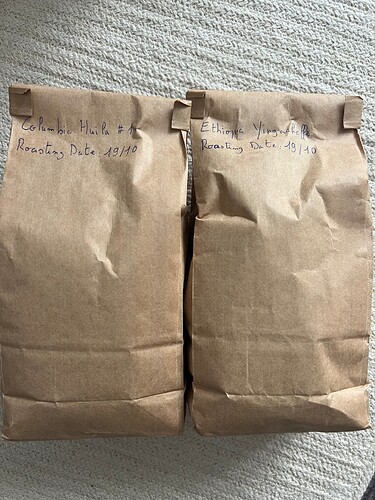 Columbia Huila # 1
Roasting Date: 19/10
Ethiopia Yirgacheffe
Roasting Date: 19/10